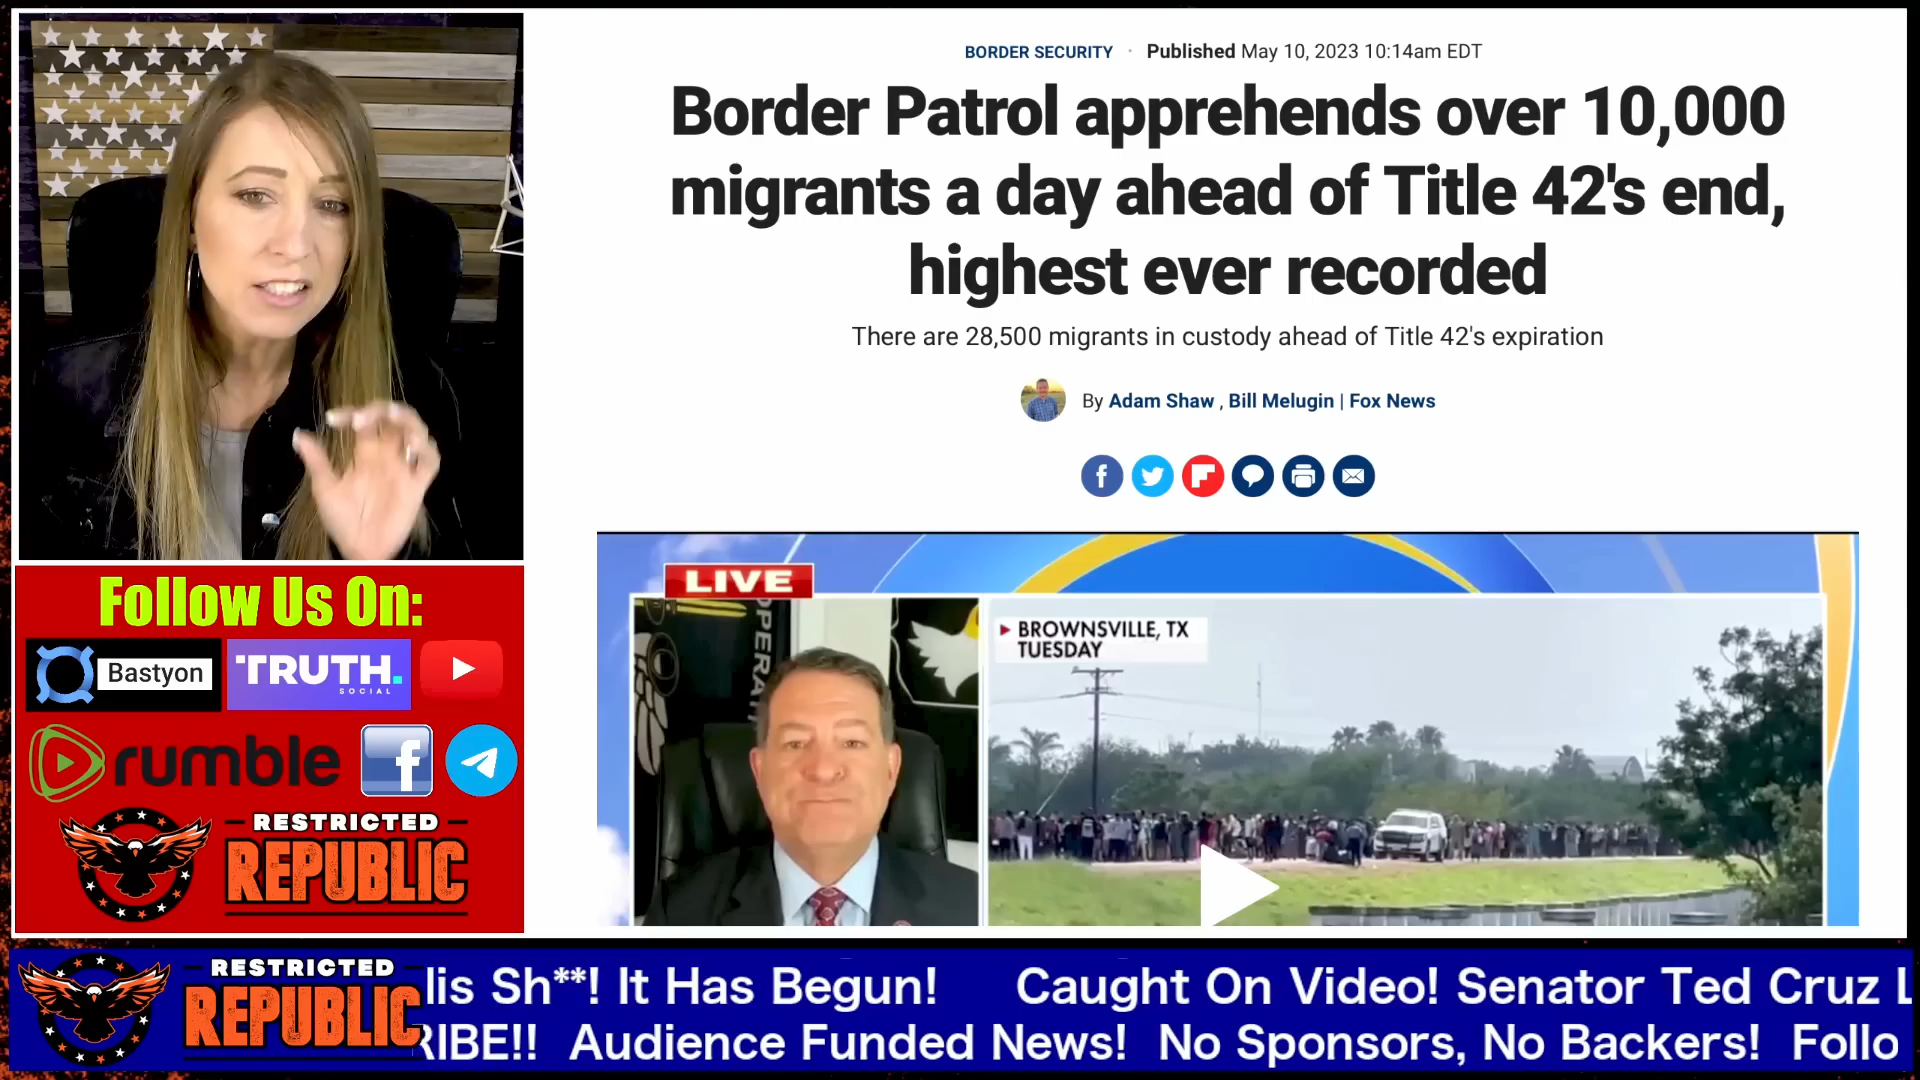 BORDER SECURITY · Published May 10, 2023 10:14am EDT
Border Patrol apprehends over 10,000
migrants a day ahead of Title 42's end,
highest ever recorded
There are 28,500 migrants in custody ahead of Title 42's expiration
By Adam Shaw , Bill Melugin | Fox News
LIVE
BROWNSVILLE, TX
TUESDAY
Follow Us On:
Bastyon
TRUTH.
SOCIAL
rumble
RESTRICTED
REPUBLIC
RESTRICTED
REPUBLIC
lis Sh**! It Has Begun! Caught On Video! Senator Ted Cruz L
RIBE!! Audience Funded News! No Sponsors, No Backers! Follo